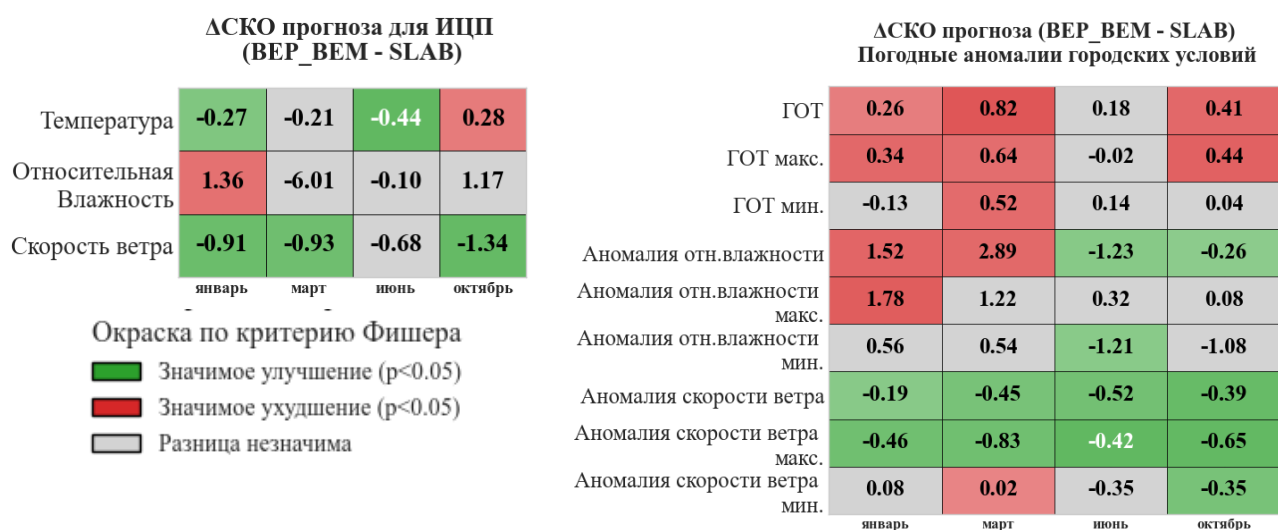 ΔСКО прогноза для ИЦП
(BEP_BEM - SLAB)
Температура -0.27 -0.21 -0.44 0.28
Относительная
Влажность 1.36 -6.01 -0.10 1.17
Скорость ветра -0.91 -0.93 -0.68 -1.34
январь март июнь октябрь
Окраска по критерию Фишера
Значимое улучшение (p<0.05)
Значимое ухудшение (p<0.05)
Разница незначима
ΔСКО прогноза (BEP_BEM - SLAB)
Погодные аномалии городских условий
ГОТ 0.26 0.82 0.18 0.41
ГОТ макс. 0.34 0.64 -0.02 0.44
ГОТ мин. -0.13 0.52 0.14 0.04
Аномалия отн.влажности 1.52 2.89 -1.23 -0.26
Аномалия отн.влажности
макс. 1.78 1.22 0.32 0.08
Аномалия отн.влажности
мин. 0.56 0.54 -1.21 -1.08
Аномалия скорости ветра -0.19 -0.45 -0.52 -0.39
Аномалия скорости ветра
макс. -0.46 -0.83 -0.42 -0.65
Аномалия скорости ветра
мин. 0.08 0.02 -0.35 -0.35
январь март июнь октябрь